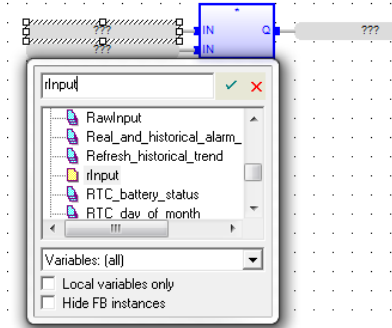 *
??? IN Q ???
??? IN
rInput
RawInput
Real_and_historical_alarm_
Refresh_historical_trend
rInput
RTC_battery_status
RTC_day_of_month
Variables: (all)
Local variables only
Hide FB instances